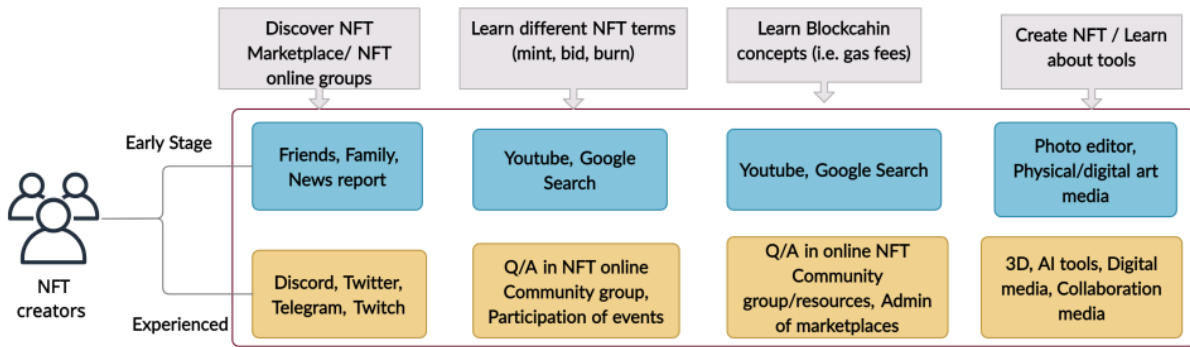 Discover NFT
Marketplace/ NFT
online groups
Learn different NFT terms
(mint, bid, burn)
Learn Blockcahin
concepts (i.e. gas fees)
Create NFT / Learn
about tools
Early Stage
Friends, Family,
News report
Youtube, Google
Search
Youtube, Google Search
Photo editor,
Physical/digital art
media
NFT
creators
Experienced
Discord, Twitter,
Telegram, Twitch
Q/A in NFT online
Community group,
Participation of events
Q/A in online NFT
Community
group/resources, Admin
of marketplaces
3D, AI tools, Digital
media, Collaboration
media